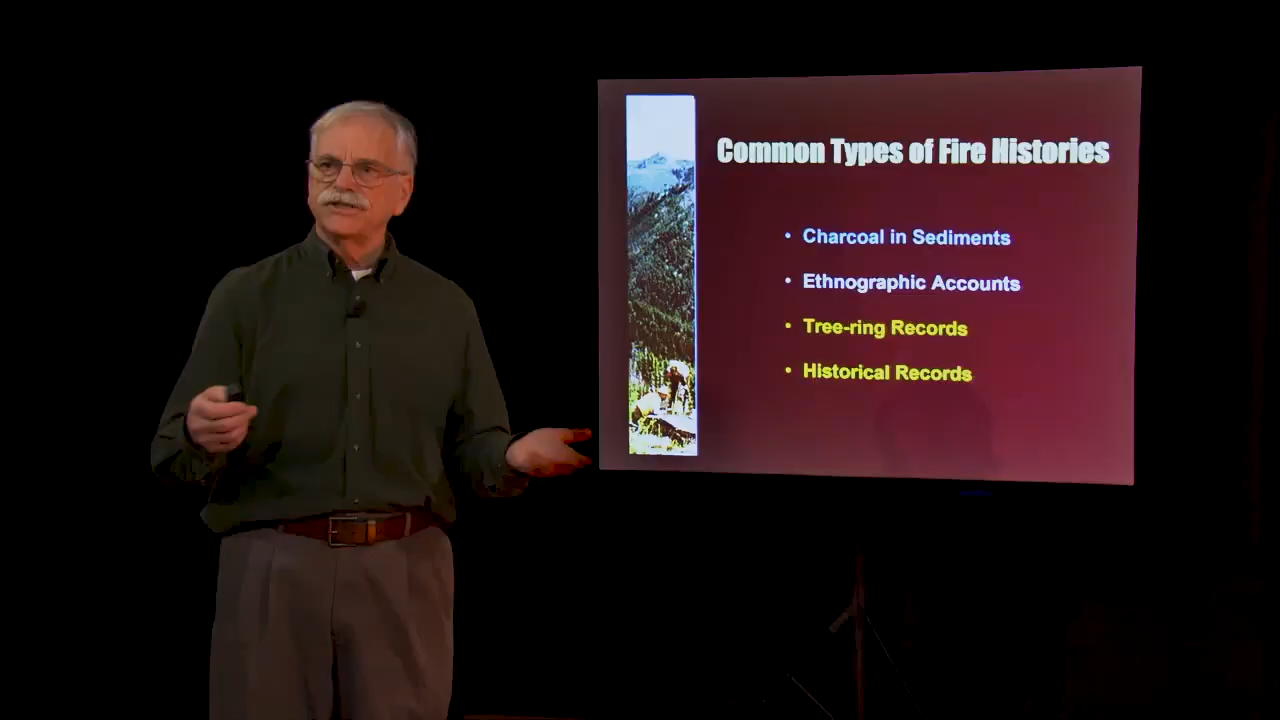 Common Types of Fire Histories
• Charcoal in Sediments
• Ethnographic Accounts
• Tree-ring Records
• Historical Records